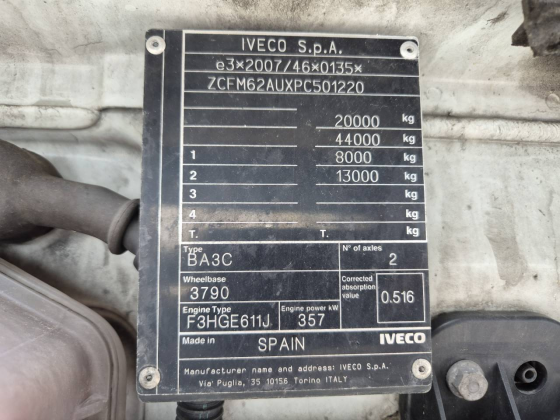 IVECO S.p.A.
e3*2007/46*0135*
ZCFM62AUXPC501220
20000 kg
44000 kg
1 8000 kg
2 13000 kg
3 kg
4 kg
T. T. kg
Type N° of axles
BA3C 2
Wheelbase Corrected absorption value
3790 0.516
Engine Type Engine power kW
F3HGE611J 357
Made in SPAIN IVECO
Manufacturer name and address: IVECO S.p.A.
Via Puglia, 35 10156 Torino ITALY